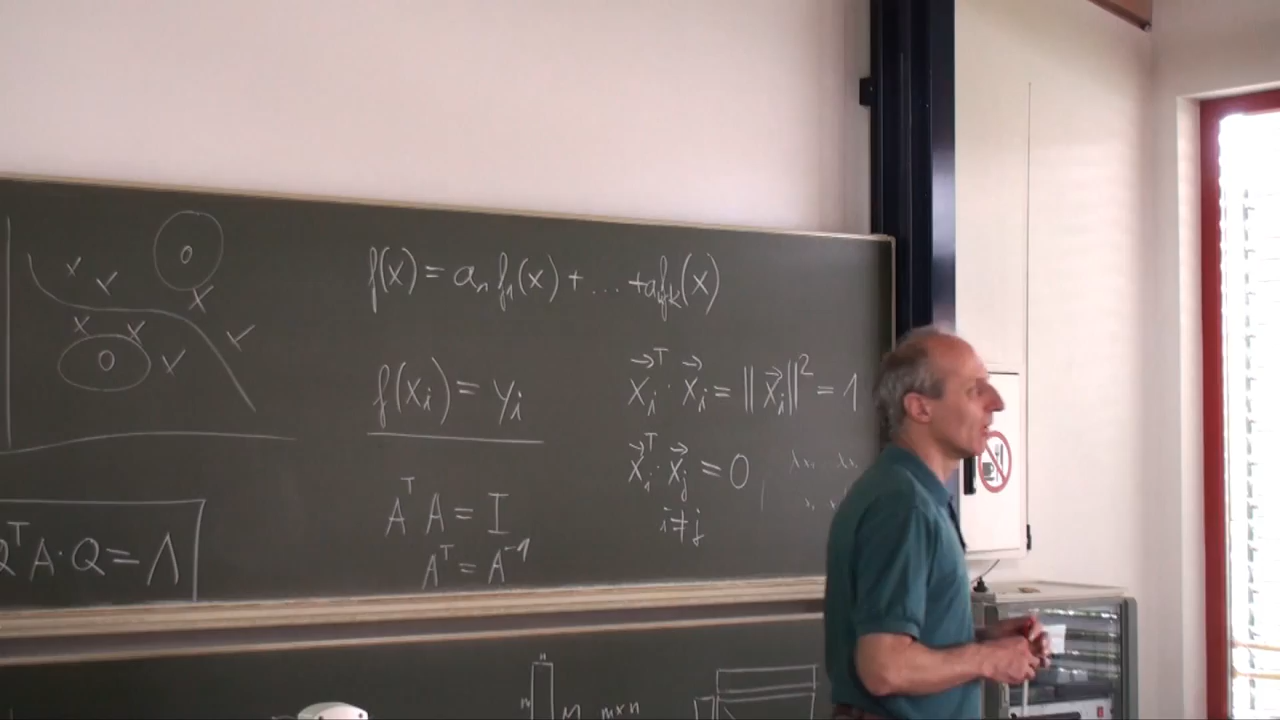 f(x) = a₁f₁(x) + ... + aₖfₖ(x)
f(xᵢ) = yᵢ
x⃗ᵢᵀ · x⃗ᵢ = ||x⃗ᵢ||² = 1
x⃗ᵢᵀ · x⃗ⱼ = 0
i ≠ j
AᵀA = I
Aᵀ = A⁻¹
QᵀA·Q = Λ
n
m M m×n